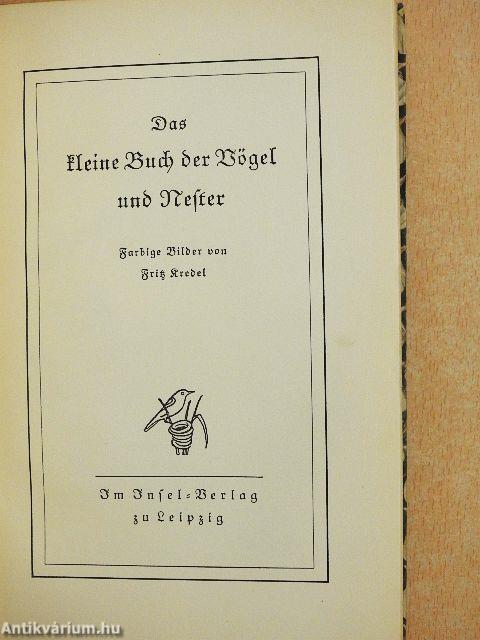 Das
kleine Buch der Vögel
und Neſter
Farbige Bilder von
Fritz Kredel
Im Inſel-Verlag
zu Leipzig
Antikvárium.hu